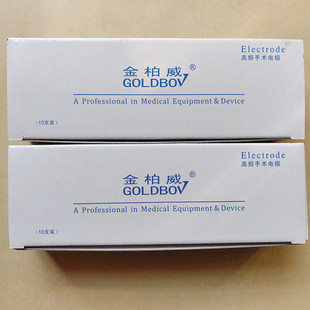 Electrode
高频手术电极
金柏威®
GOLDBOV
A Professional in Medical Equipment & Device
(10支装)
Electrode
高频手术电极
金柏威®
GOLDBOV
A Professional in Medical Equipment & Device
(10支装)